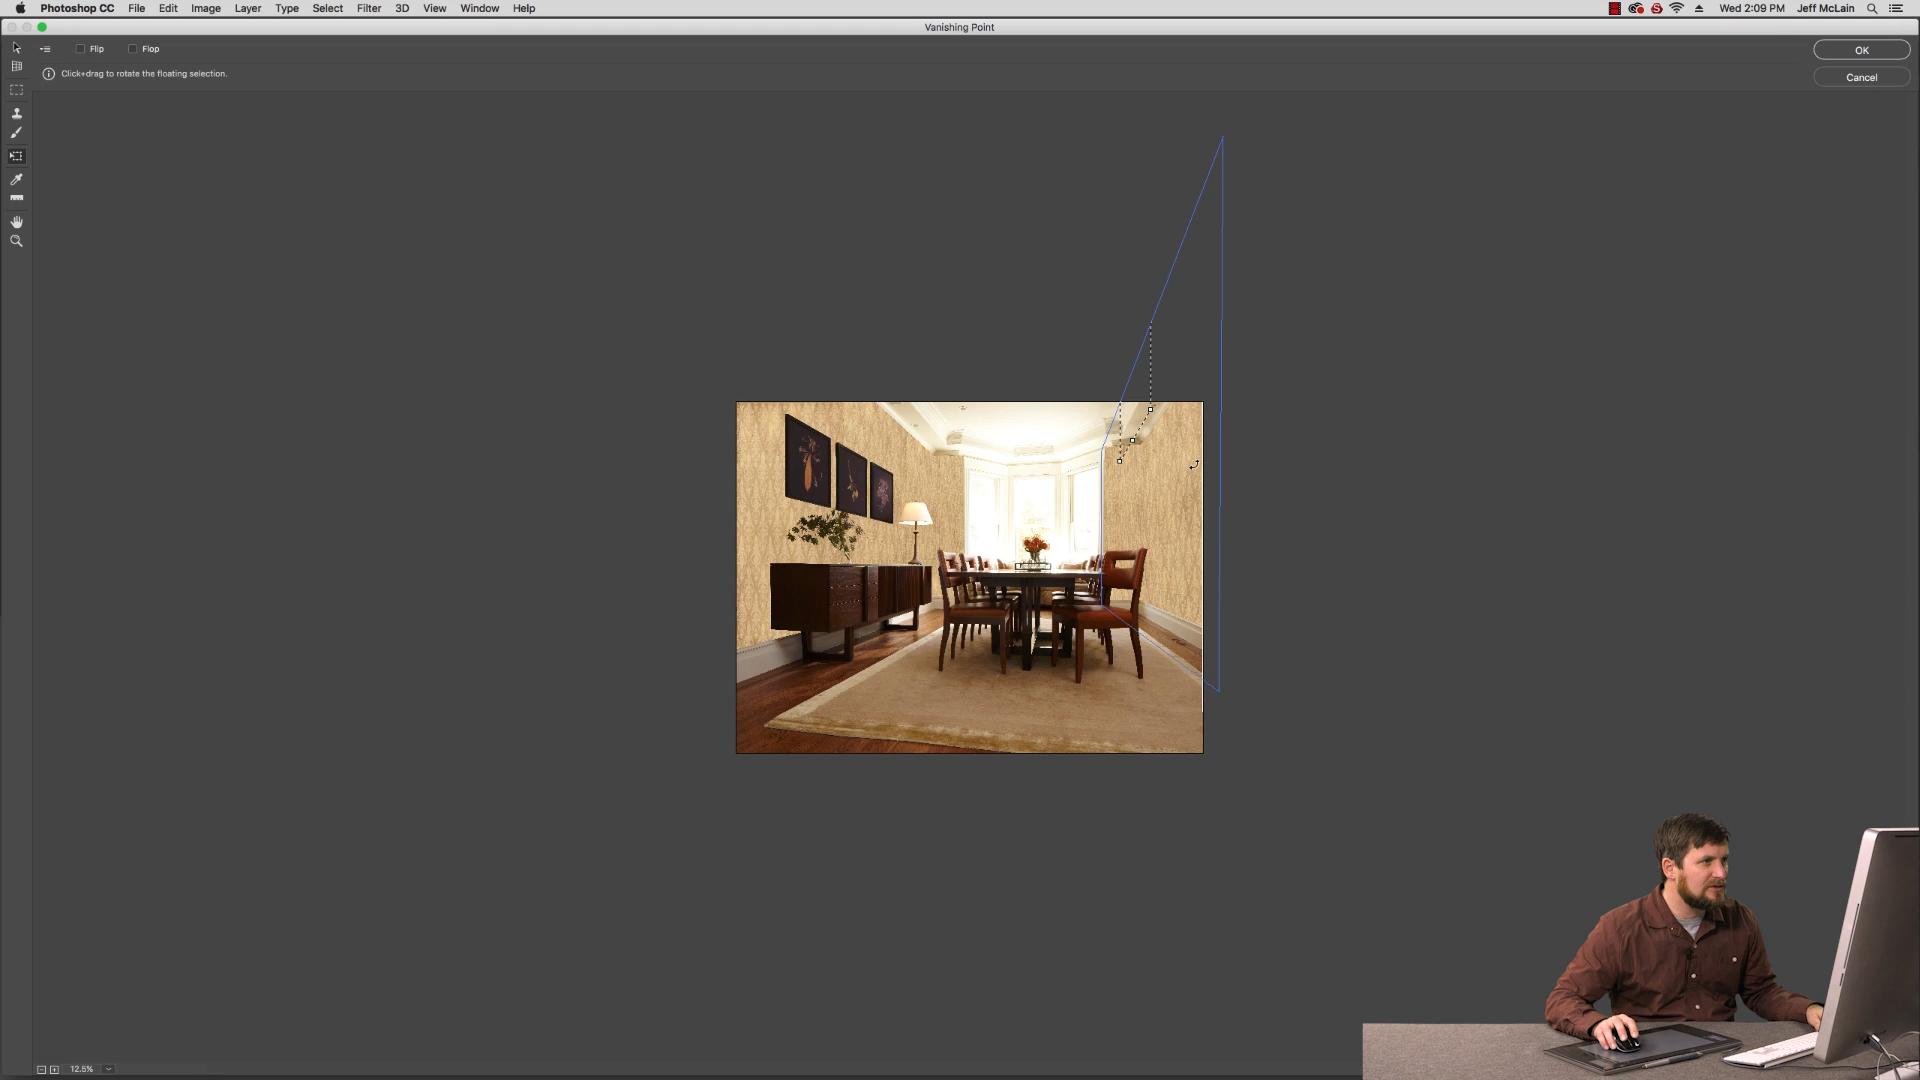 Photoshop CC File Edit Image Layer Type Select Filter 3D View Window Help Wed 2:09 PM Jeff McLain
Vanishing Point
Flip Flop OK
Click+drag to rotate the floating selection.
Cancel
12.5%